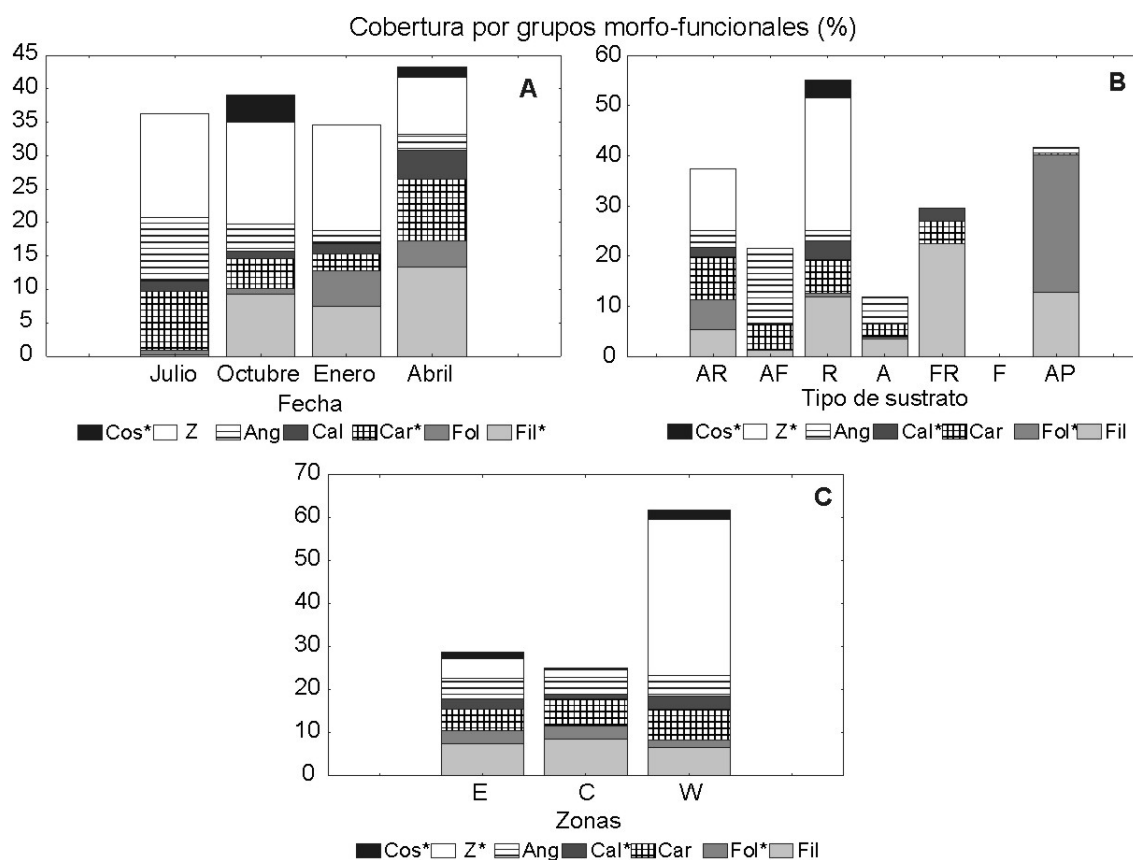 Cobertura por grupos morfo-funcionales (%)
A
45
40
35
30
25
20
15
10
5
0
Julio Octubre Enero Abril
Fecha
Cos* Z Ang Cal Car* Fol Fil*
B
60
50
40
30
20
10
0
AR AF R A FR F AP
Tipo de sustrato
Cos* Z* Ang Cal* Car Fol* Fil
C
70
60
50
40
30
20
10
0
E C W
Zonas
Cos* Z* Ang Cal* Car Fol* Fil